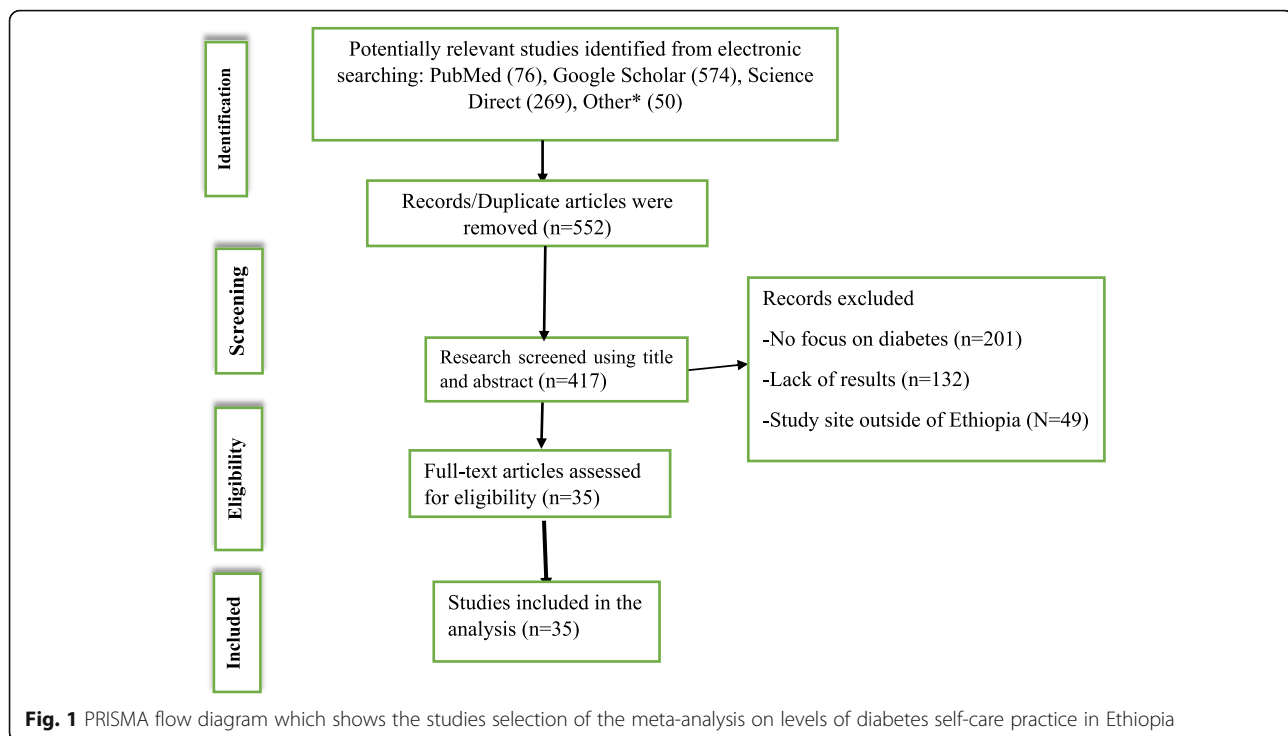 Identification
Potentially relevant studies identified from electronic
searching: PubMed (76), Google Scholar (574), Science
Direct (269), Other* (50)
Records/Duplicate articles were
removed (n=552)
Screening
Research screened using title
and abstract (n=417)
Records excluded
-No focus on diabetes (n=201)
-Lack of results (n=132)
-Study site outside of Ethiopia (N=49)
Eligibility
Full-text articles assessed
for eligibility (n=35)
Included
Studies included in the
analysis (n=35)
Fig. 1 PRISMA flow diagram which shows the studies selection of the meta-analysis on levels of diabetes self-care practice in Ethiopia